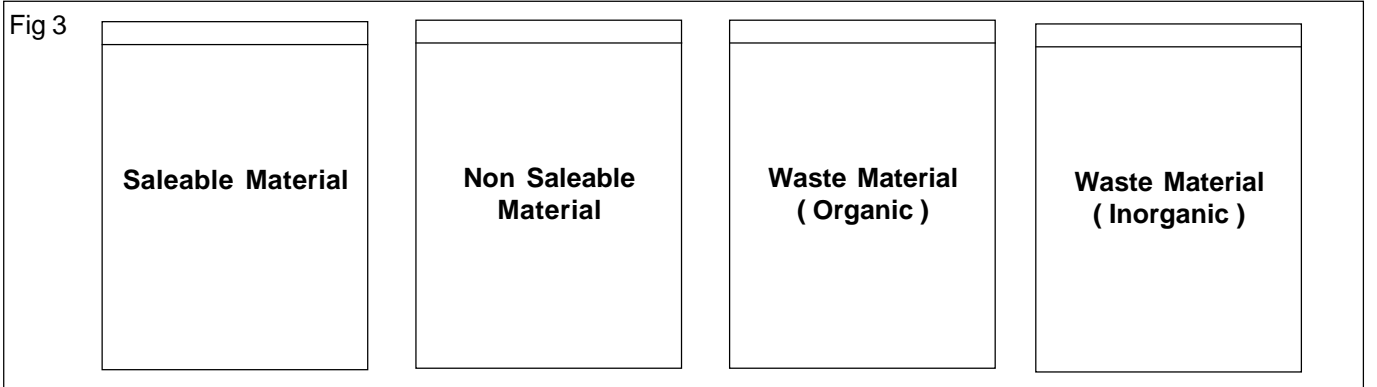 Fig 3
Saleable Material
Non Saleable
Material
Waste Material
( Organic )
Waste Material
( Inorganic )